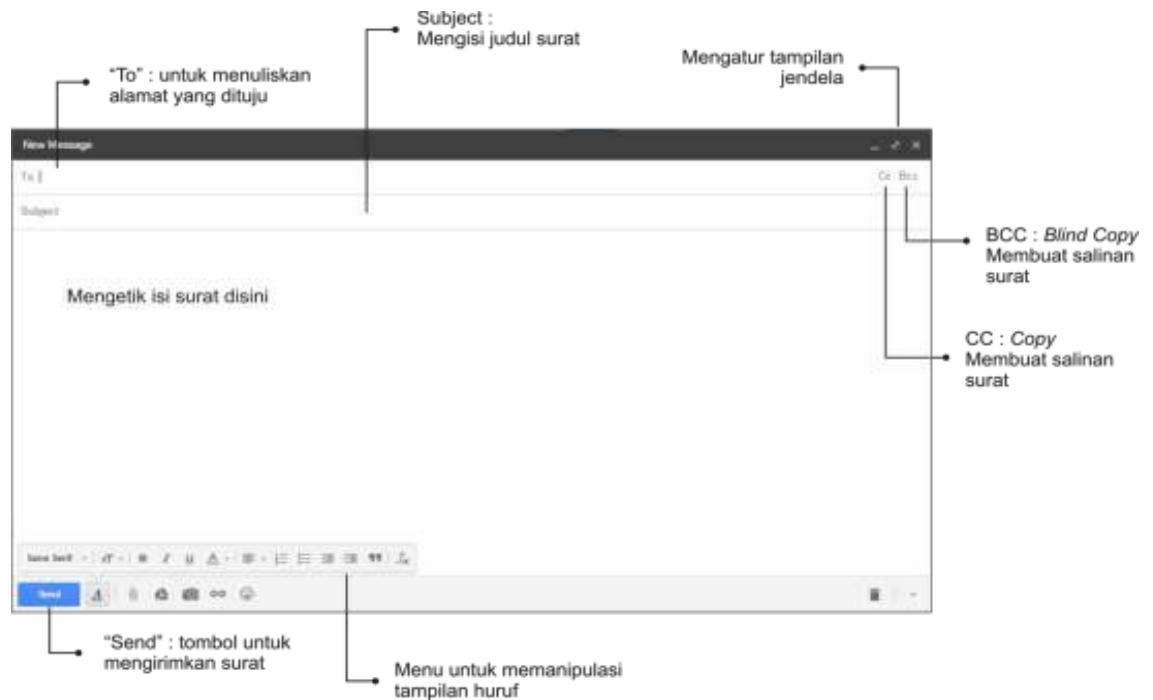 Subject :
Mengisi judul surat
Mengatur tampilan
jendela
"To" : untuk menuliskan
alamat yang dituju
New Message
To
Cc Bcc
Subject
BCC : Blind Copy
Membuat salinan
surat
Mengetik isi surat disini
CC : Copy
Membuat salinan
surat
Sans Serif
Send
"Send" : tombol untuk
mengirimkan surat
Menu untuk memanipulasi
tampilan huruf